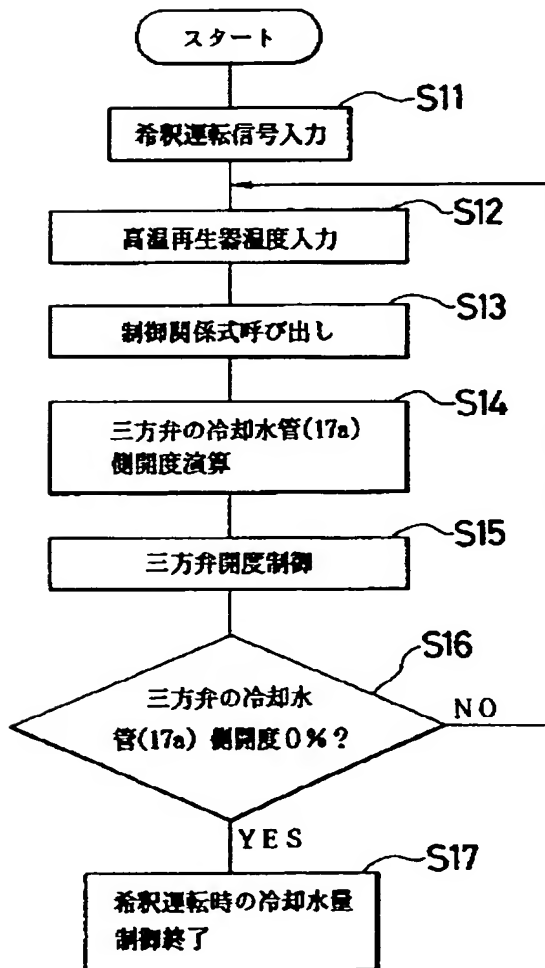 スタート
S11
希釈運転信号入力
S12
高温再生器温度入力
S13
制御関係式呼び出し
S14
三方弁の冷却水管(17a)
側開度演算
S15
三方弁開度制御
S16
三方弁の冷却水
管(17a) 側開度0%?
NO
YES
S17
希釈運転時の冷却水量
制御終了